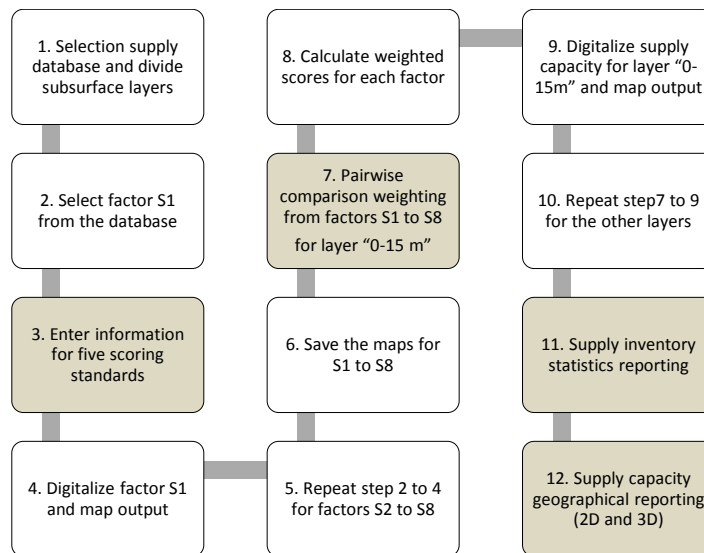 1. Selection supply
database and divide
subsurface layers
2. Select factor S1
from the database
3. Enter information
for five scoring
standards
4. Digitalize factor S1
and map output
5. Repeat step 2 to 4
for factors S2 to S8
6. Save the maps for
S1 to S8
7. Pairwise
comparison weighting
from factors S1 to S8
for layer “0-15 m”
8. Calculate weighted
scores for each factor
9. Digitalize supply
capacity for layer “0-
15m” and map output
10. Repeat step7 to 9
for the other layers
11. Supply inventory
statistics reporting
12. Supply capacity
geographical reporting
(2D and 3D)